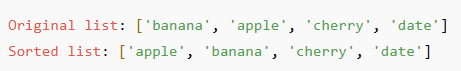 Original list: ['banana', 'apple', 'cherry', 'date']
Sorted list: ['apple', 'banana', 'cherry', 'date']